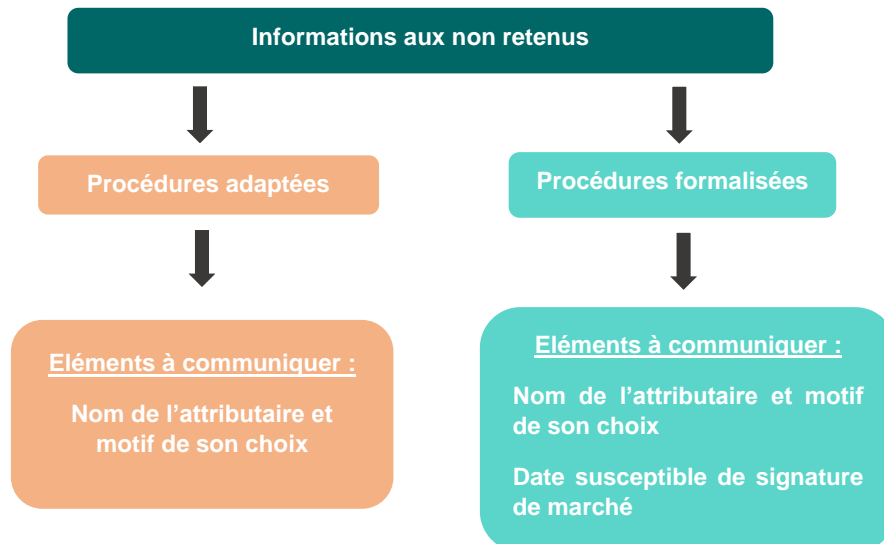 Informations aux non retenus
Procédures adaptées
Procédures formalisées
Eléments à communiquer :
Nom de l’attributaire et
motif de son choix
Eléments à communiquer :
Nom de l’attributaire et motif
de son choix
Date susceptible de signature
de marché